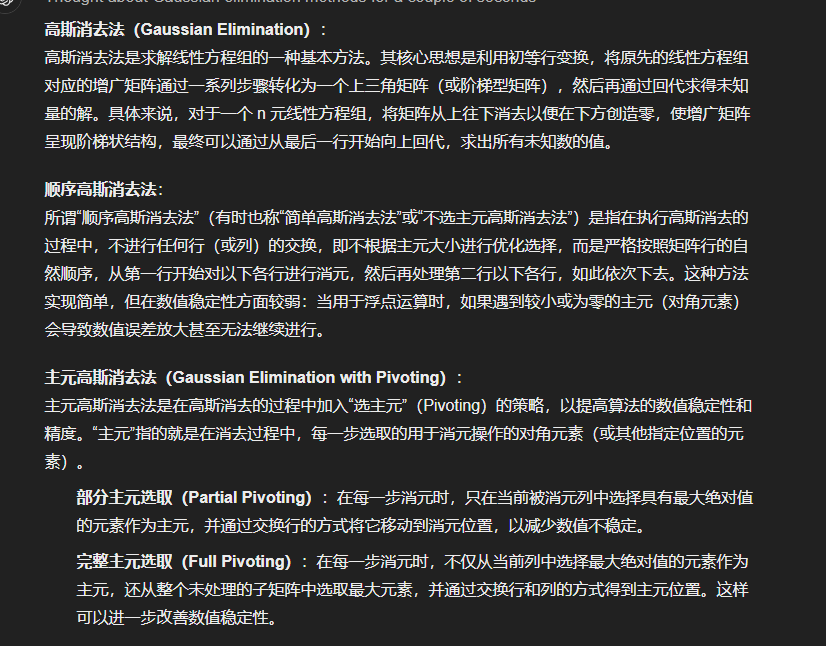 Thought about Gaussian elimination methods for a couple of seconds
高斯消去法（Gaussian Elimination）：
高斯消去法是求解线性方程组的一种基本方法。其核心思想是利用初等行变换，将原先的线性方程组
对应的增广矩阵通过一系列步骤转化为一个上三角矩阵（或阶梯型矩阵），然后再通过回代求得未知
量的解。具体来说，对于一个 n 元线性方程组，将矩阵从上往下消去以便在下方创造零，使增广矩阵
呈现阶梯状结构，最终可以通过从最后一行开始向上回代，求出所有未知数的值。
顺序高斯消去法：
所谓“顺序高斯消去法”（有时也称“简单高斯消去法”或“不选主元高斯消去法”）是指在执行高斯消去的
过程中，不进行任何行（或列）的交换，即不根据主元大小进行优化选择，而是严格按照矩阵行的自
然顺序，从第一行开始对以下各行进行消元，然后再处理第二行以下各行，如此依次下去。这种方法
实现简单，但在数值稳定性方面较弱：当用于浮点运算时，如果遇到较小或为零的主元（对角元素）
会导致数值误差放大甚至无法继续进行。
主元高斯消去法（Gaussian Elimination with Pivoting）：
主元高斯消去法是在高斯消去的过程中加入“选主元”（Pivoting）的策略，以提高算法的数值稳定性和
精度。“主元”指的就是在消去过程中，每一步选取的用于消元操作的对角元素（或其他指定位置的元
素）。
部分主元选取（Partial Pivoting）：在每一步消元时，只在当前被消元列中选择具有最大绝对值
的元素作为主元，并通过交换行的方式将它移动到消元位置，以减少数值不稳定。
完整主元选取（Full Pivoting）：在每一步消元时，不仅从当前列中选择最大绝对值的元素作为
主元，还从整个未处理的子矩阵中选取最大元素，并通过交换行和列的方式得到主元位置。这样
可以进一步改善数值稳定性。